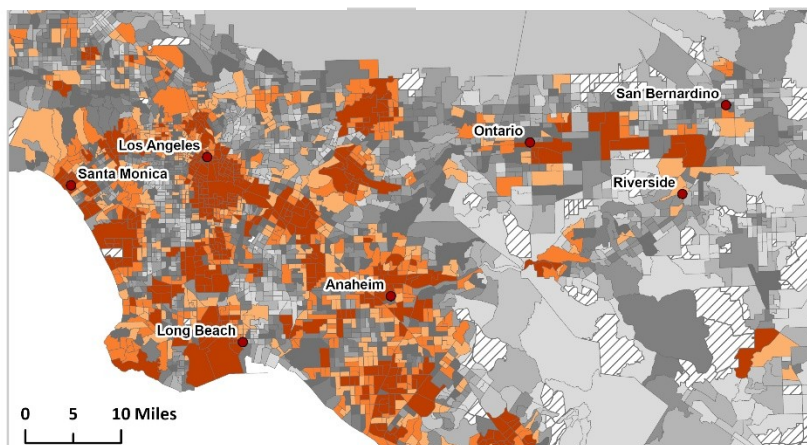 San Bernardino
Ontario
Los Angeles
Santa Monica
Riverside
Anaheim
Long Beach
0 5 10 Miles